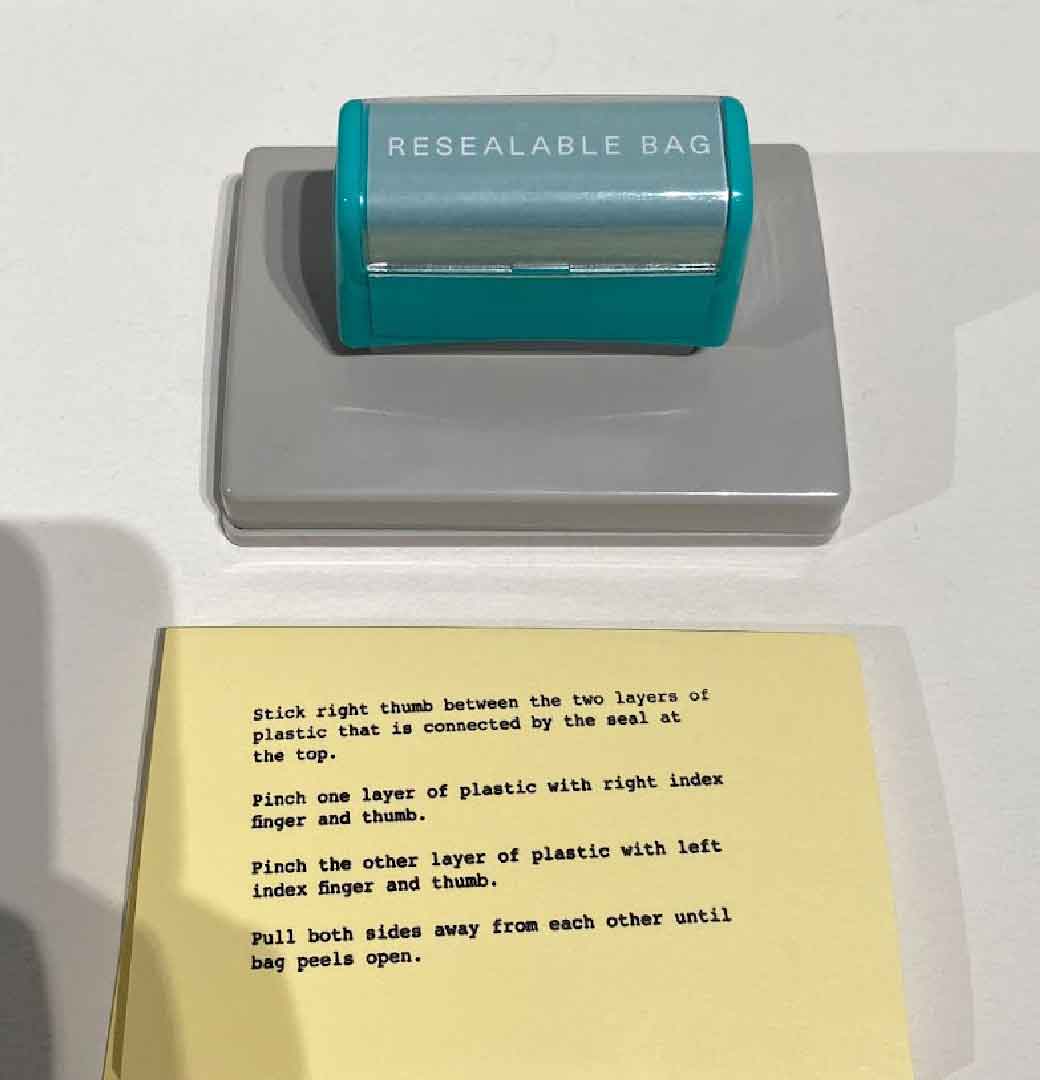 RESEALABLE BAG
Stick right thumb between the two layers of
plastic that is connected by the seal at
the top.
Pinch one layer of plastic with right index
finger and thumb.
Pinch the other layer of plastic with left
index finger and thumb.
Pull both sides away from each other until
bag peels open.